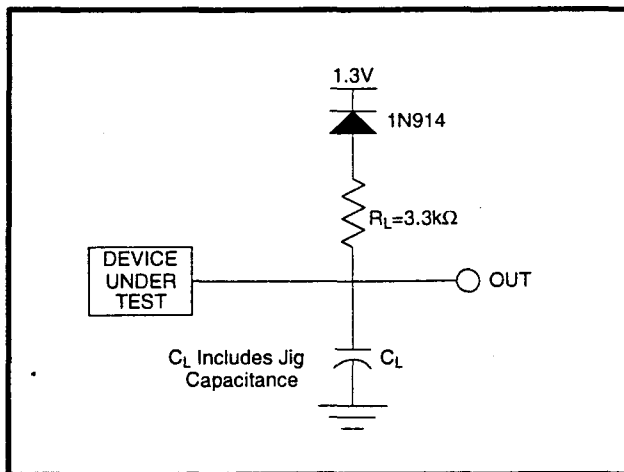 1.3V
1N914
R_L=3.3kΩ
DEVICE
UNDER
TEST
OUT
C_L Includes Jig
Capacitance
C_L